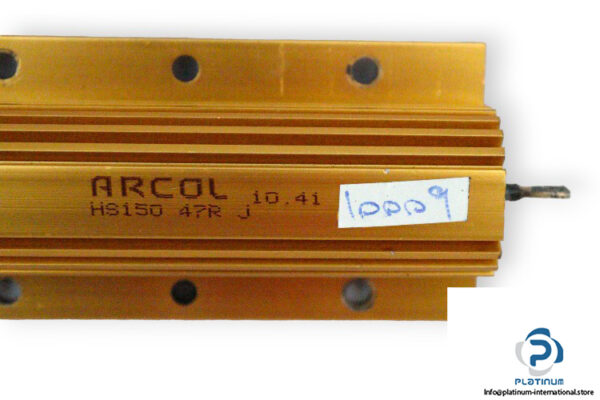 ARCOL 10.41
HS150 47R J
10009
PLATINUM
Info@platinum-international.store